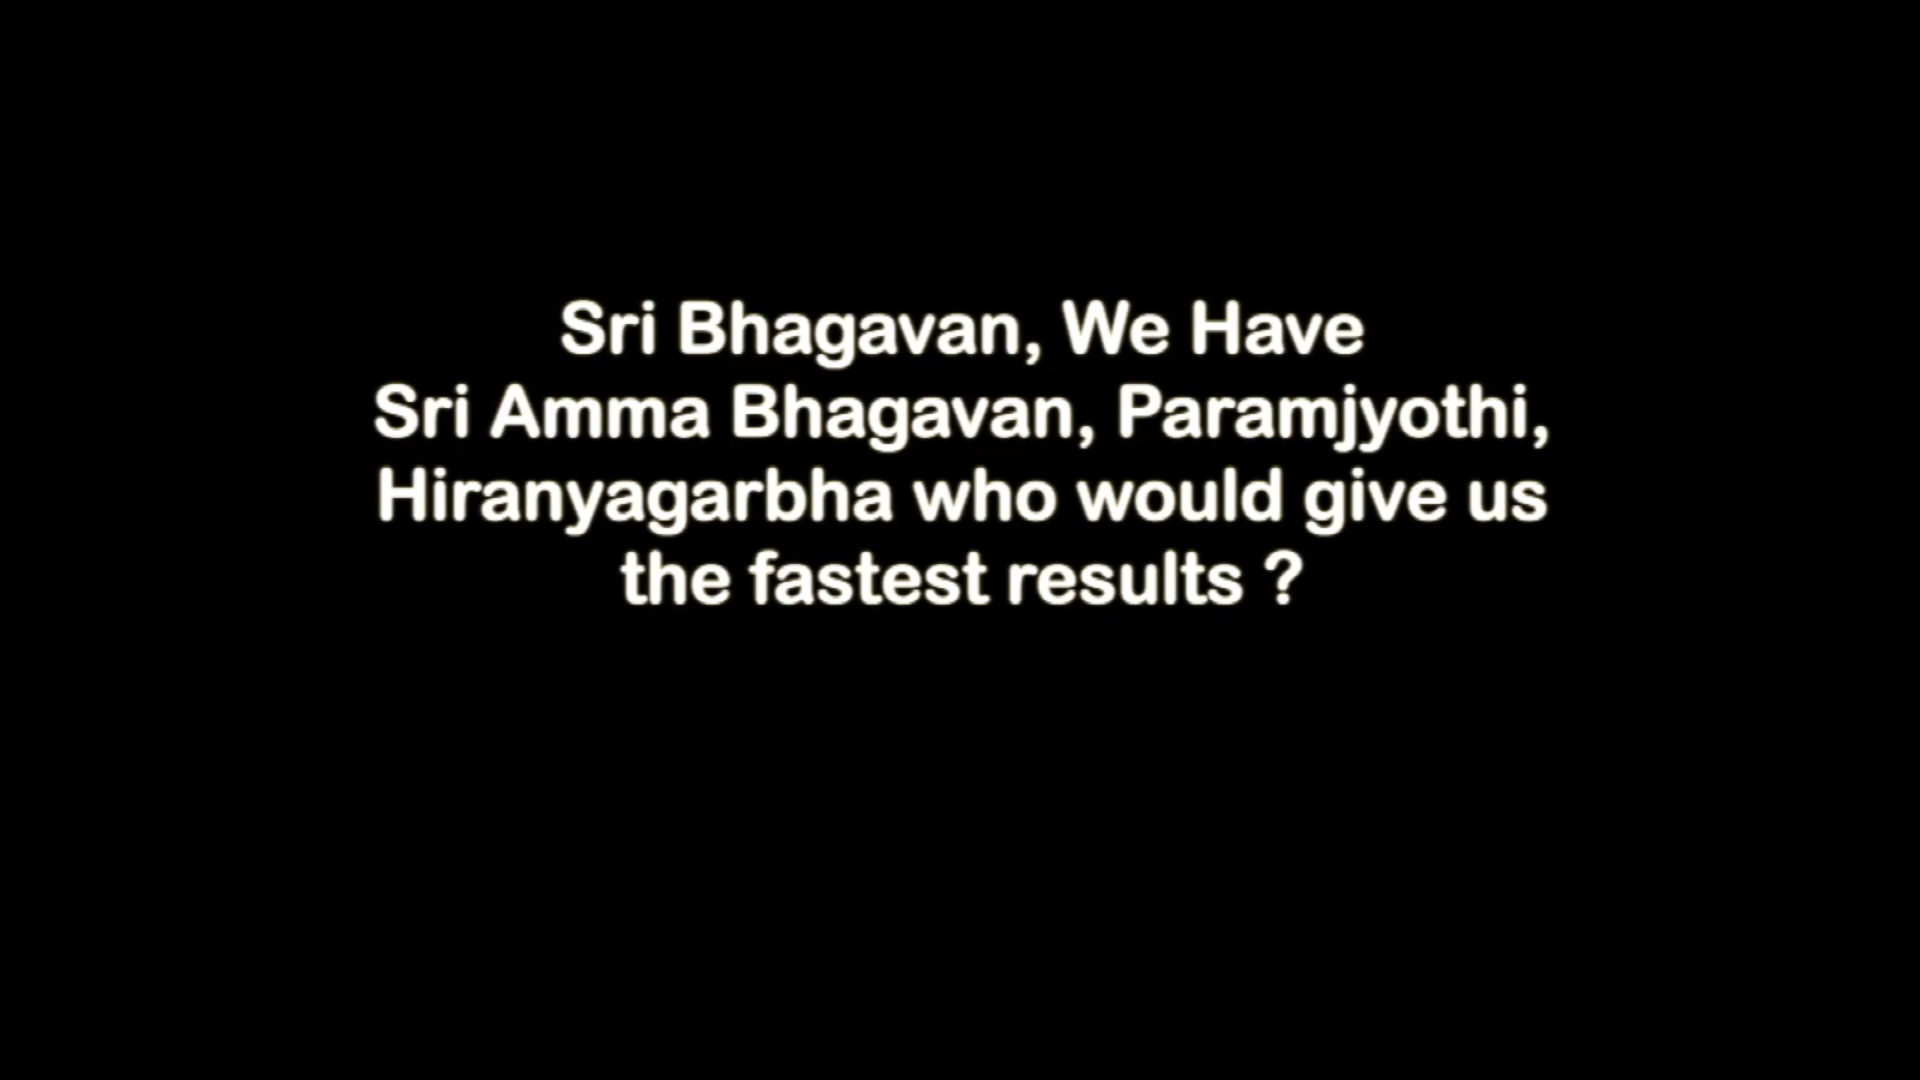 Sri Bhagavan, We Have
Sri Amma Bhagavan, Paramjyothi,
Hiranyagarbha who would give us
the fastest results ?